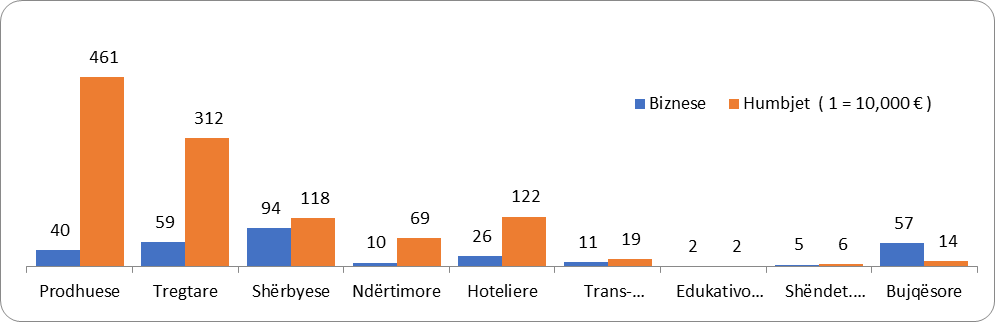 461
312
Biznese Humbjet ( 1 = 10,000 € )
40 59 94 118 10 69 26 122 11 19 2 2 5 6 57 14
Prodhuese Tregtare Shërbyese Ndërtimore Hoteliere Trans-... Edukativo... Shëndet.... Bujqësore